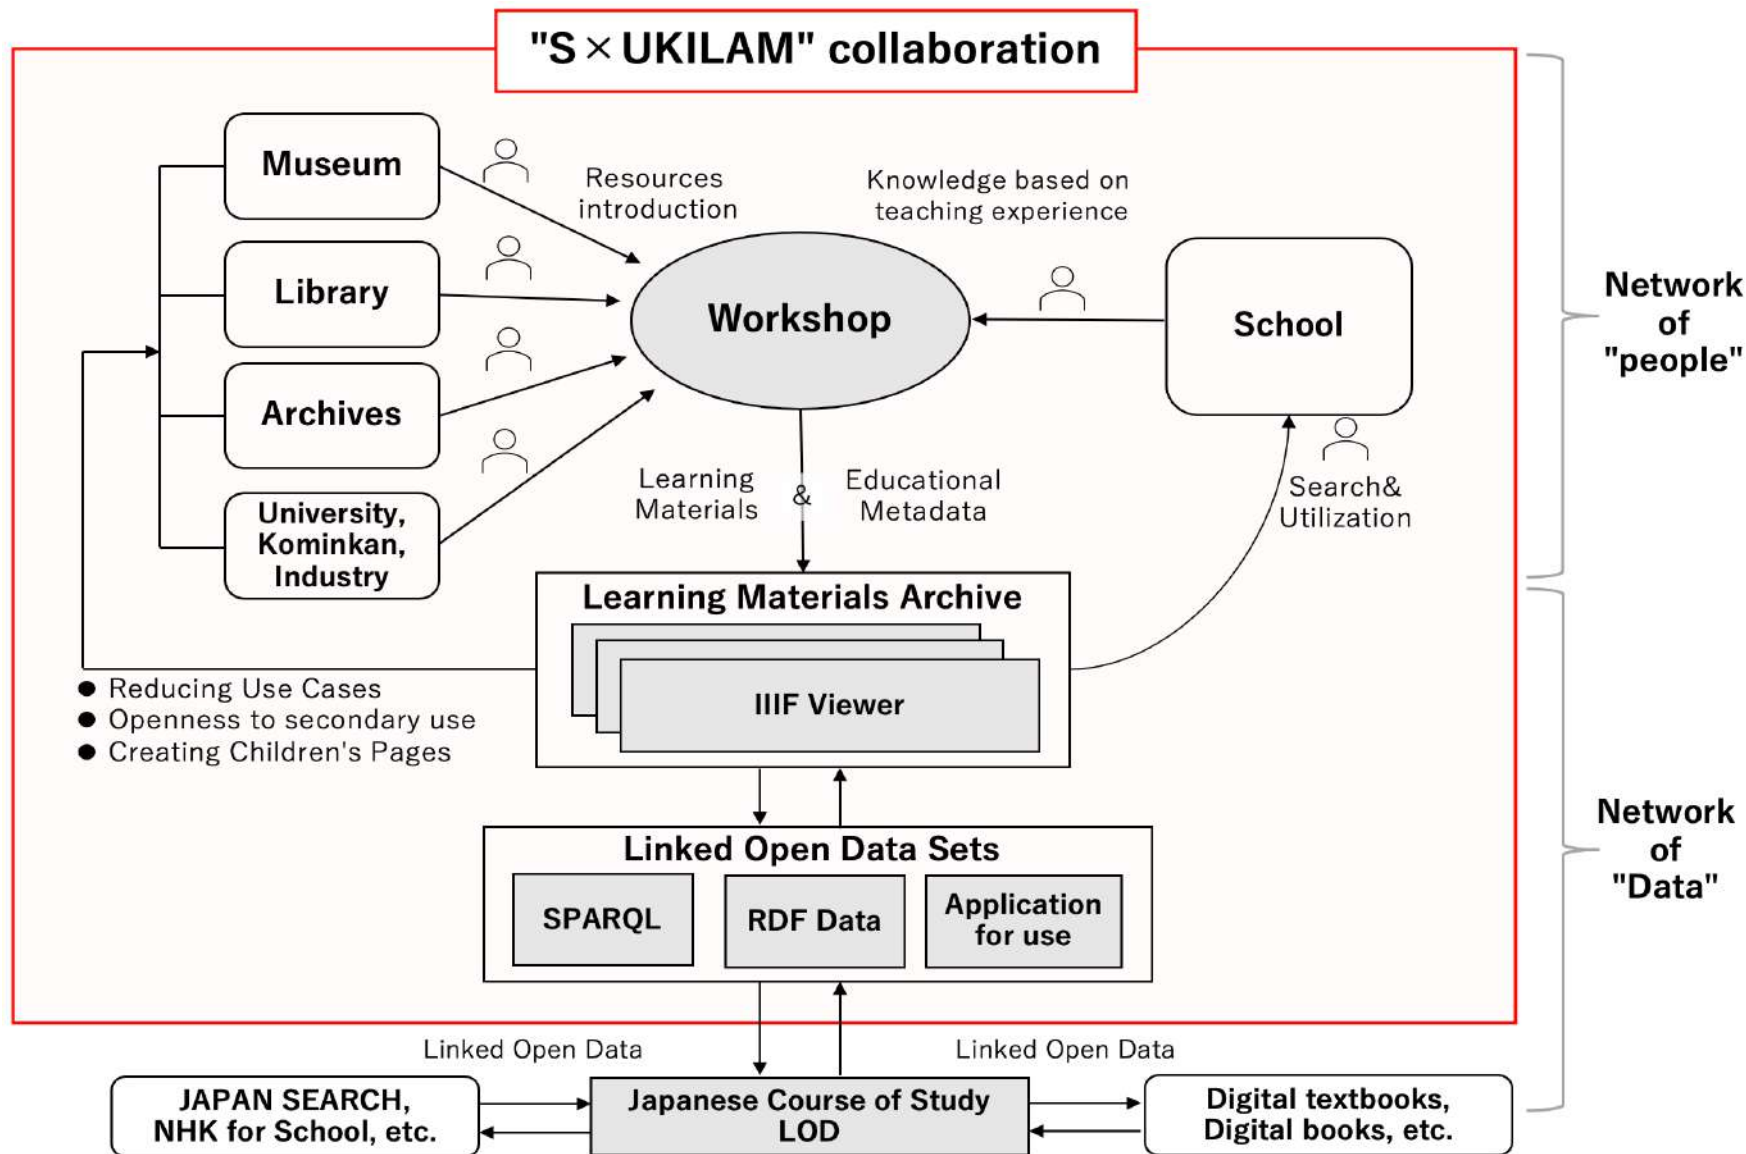 "S×UKILAM" collaboration
Museum
Library
Archives
University,
Kominkan,
Industry
Resources
introduction
Knowledge based on
teaching experience
Workshop
School
Network
of
"people"
Learning
Materials
&
Educational
Metadata
Search&
Utilization
Learning Materials Archive
IIIF Viewer
● Reducing Use Cases
● Openness to secondary use
● Creating Children's Pages
Linked Open Data Sets
SPARQL
RDF Data
Application
for use
Network
of
"Data"
Linked Open Data
Linked Open Data
JAPAN SEARCH,
NHK for School, etc.
Japanese Course of Study
LOD
Digital textbooks,
Digital books, etc.